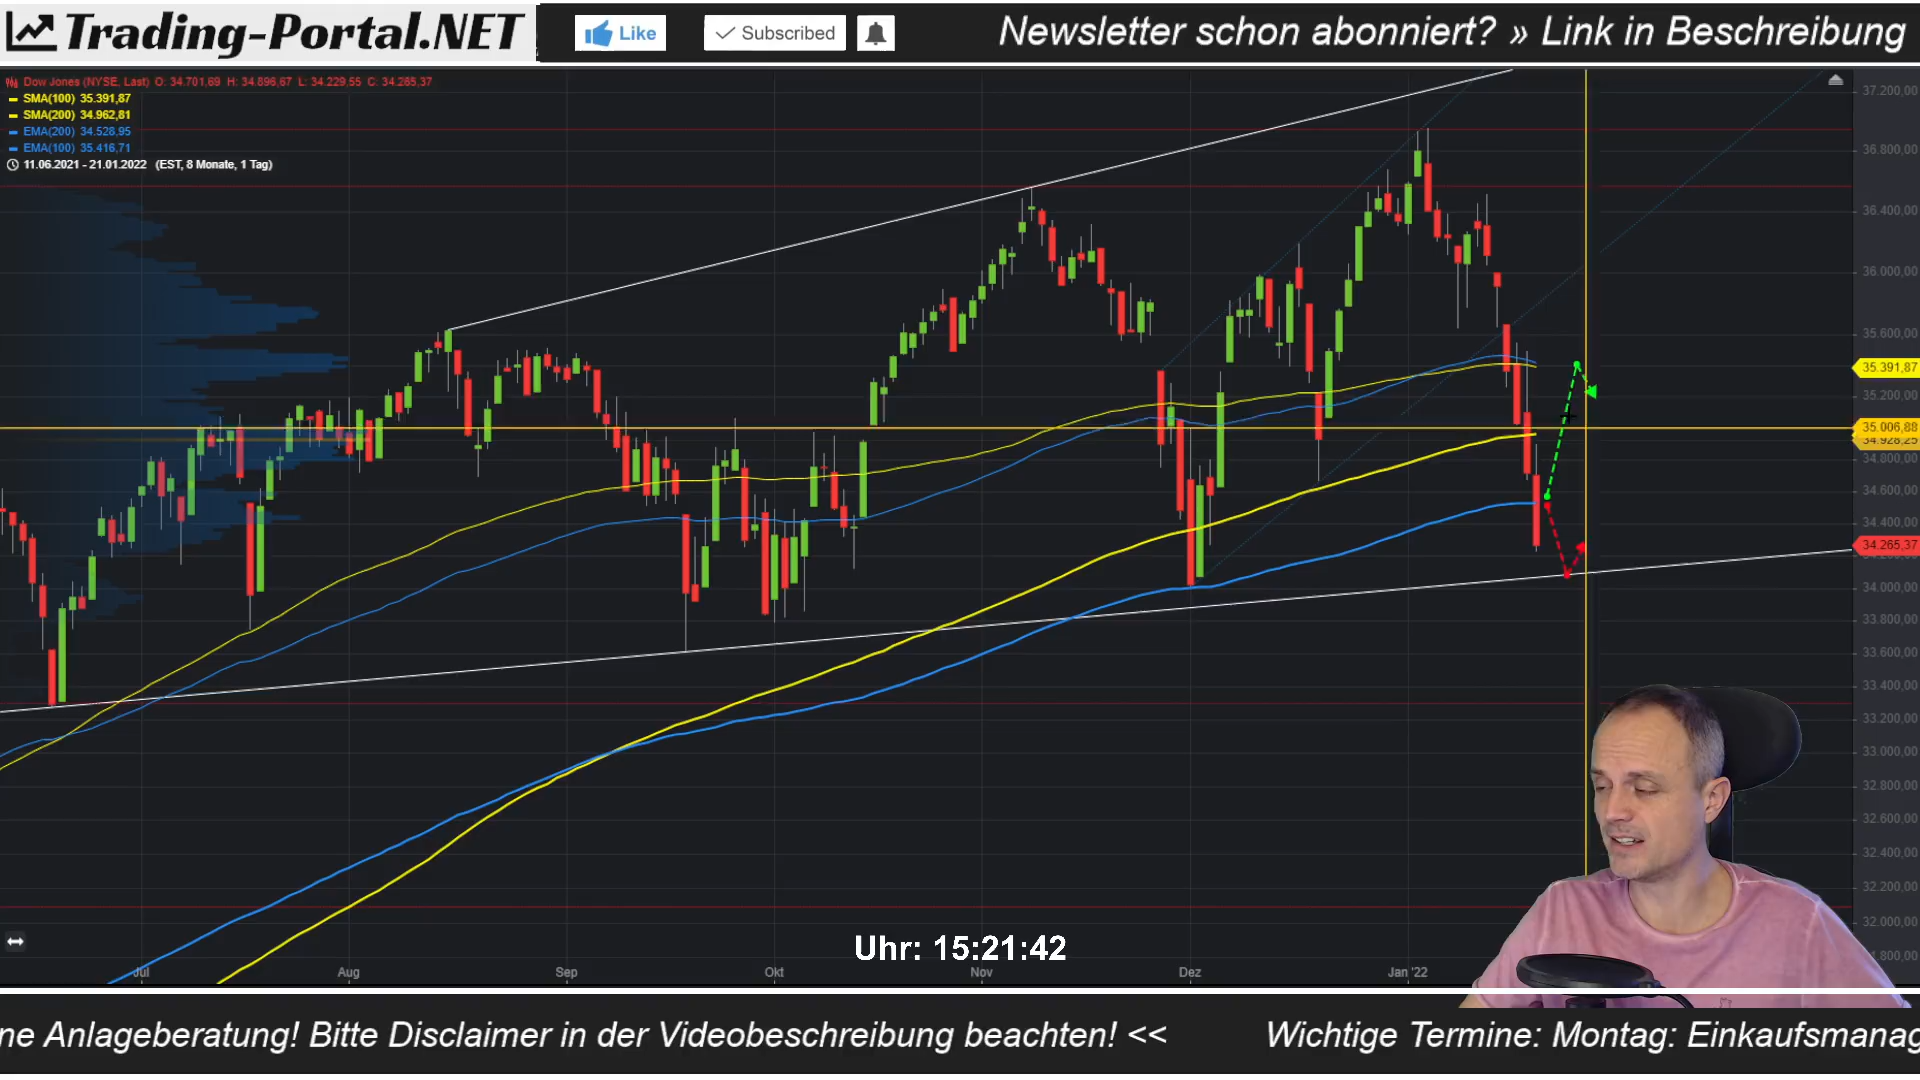 Trading-Portal.NET
Like
Subscribed
Newsletter schon abonniert? » Link in Beschreibung
Dow Jones (NYSE, Last) O: 34.701,69 H: 34.896,67 L: 34.229,55 C: 34.265,37
SMA(100) 35.391,87
SMA(200) 34.962,81
EMA(200) 34.528,95
EMA(100) 35.416,71
11.06.2021 - 21.01.2022 (EST, 8 Monate, 1 Tag)
37.200,00
36.800,00
36.400,00
36.000,00
35.600,00
35.391,87
35.200,00
35.006,88
34.928,25
34.800,00
34.600,00
34.400,00
34.265,37
34.000,00
33.800,00
33.600,00
33.400,00
33.200,00
33.000,00
32.800,00
32.600,00
32.400,00
32.200,00
32.000,00
.800,00
Uhr: 15:21:42
Jul
Aug
Sep
Okt
Nov
Dez
Jan '22
ne Anlageberatung! Bitte Disclaimer in der Videobeschreibung beachten! <<
Wichtige Termine: Montag: Einkaufsmanag